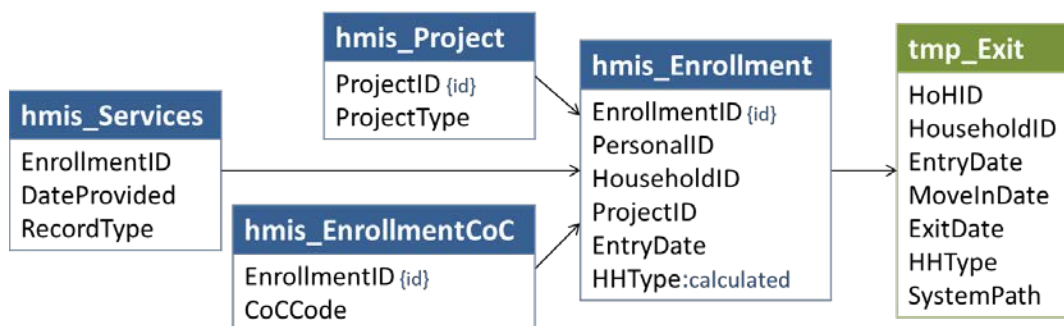 hmis_Project
ProjectID {id}
ProjectType
hmis_Services
EnrollmentID
DateProvided
RecordType
hmis_EnrollmentCoC
EnrollmentID {id}
CoCCode
hmis_Enrollment
EnrollmentID {id}
PersonalID
HouseholdID
ProjectID
EntryDate
HHType:calculated
tmp_Exit
HoHID
HouseholdID
EntryDate
MoveInDate
ExitDate
HHType
SystemPath